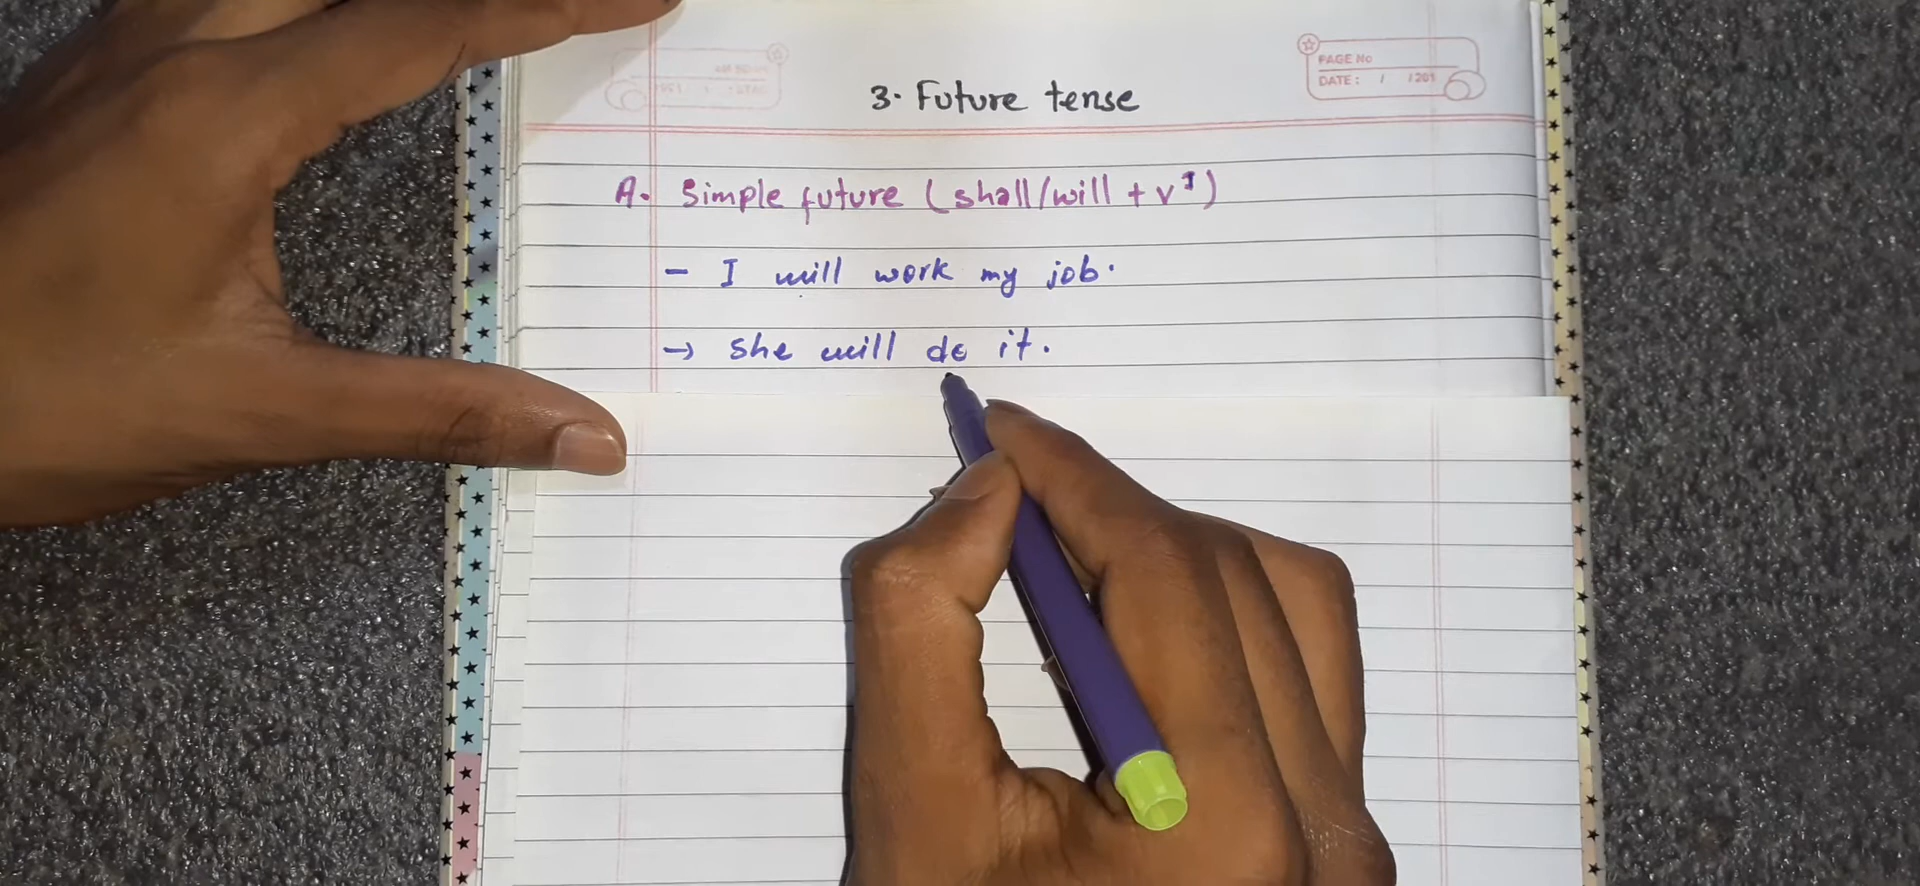 PAGE No
DATE: / /201
3. Future tense
A. Simple future (shall/will + v¹)
- I will work my job.
→ she will do it.